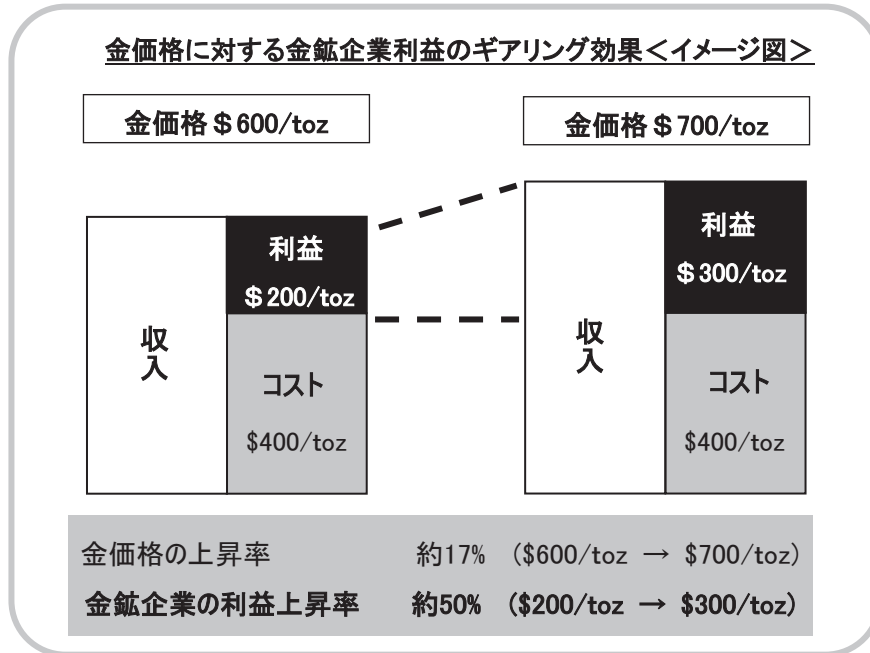 金価格に対する金鉱企業利益のギアリング効果＜イメージ図＞
金価格＄600/toz
金価格＄700/toz
収入
利益
＄200/toz
コスト
$400/toz
収入
利益
＄300/toz
コスト
$400/toz
金価格の上昇率 約17% ($600/toz → $700/toz)
金鉱企業の利益上昇率 約50% ($200/toz → $300/toz)